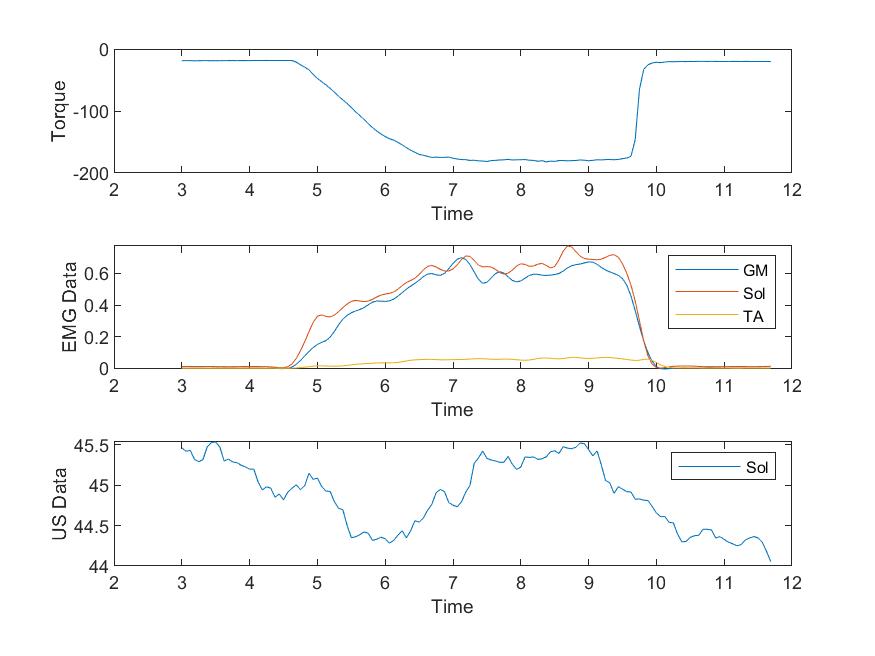 0
-100
-200
Torque
2 3 4 5 6 7 8 9 10 11 12
Time
0.6
0.4
0.2
0
EMG Data
GM
Sol
TA
2 3 4 5 6 7 8 9 10 11 12
Time
45.5
45
44.5
44
US Data
Sol
2 3 4 5 6 7 8 9 10 11 12
Time